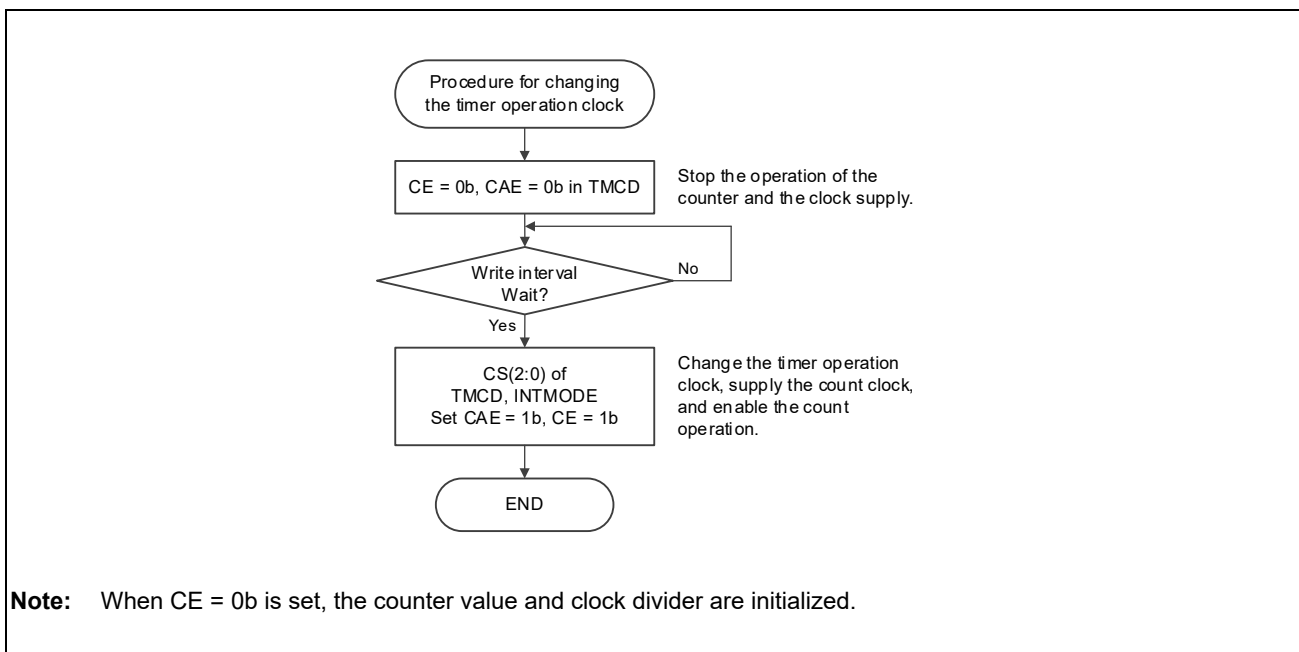 Procedure for changing
the timer operation clock
CE = 0b, CAE = 0b in TMCD
Stop the operation of the
counter and the clock supply.
Write interval
Wait?
No
Yes
CS(2:0) of
TMCD, INTMODE
Set CAE = 1b, CE = 1b
Change the timer operation
clock, supply the count clock,
and enable the count
operation.
END
Note: When CE = 0b is set, the counter value and clock divider are initialized.